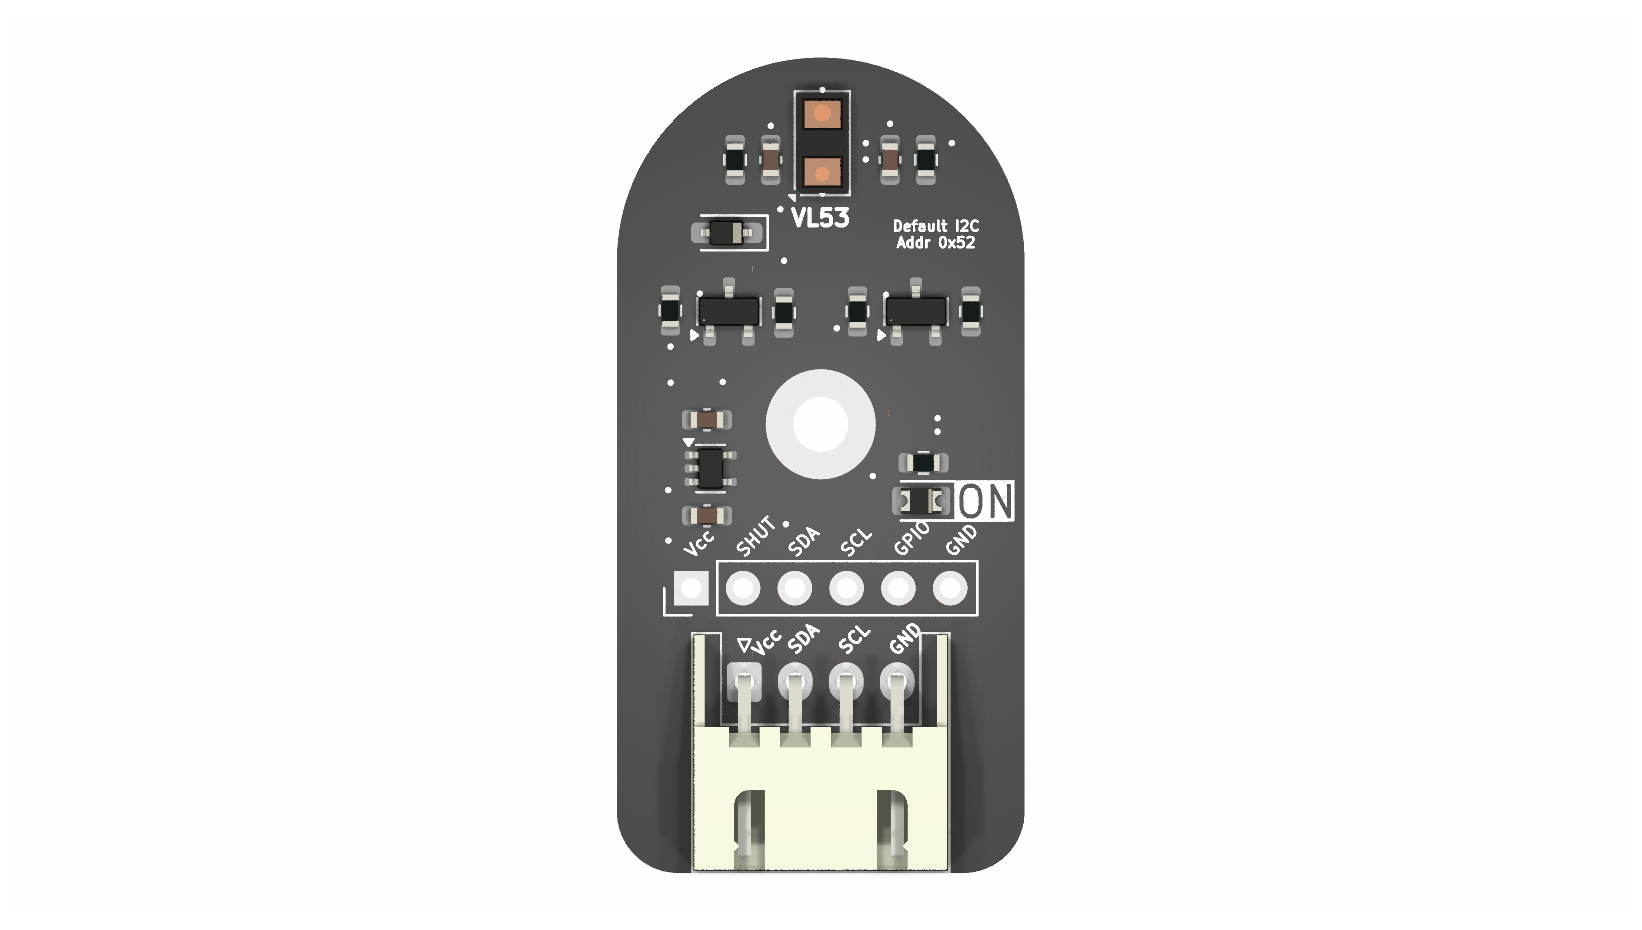 VL53
Default I2C
Addr 0x52
ON
Vcc SHUT SDA SCL GPIO GND
Vcc SDA SCL GND